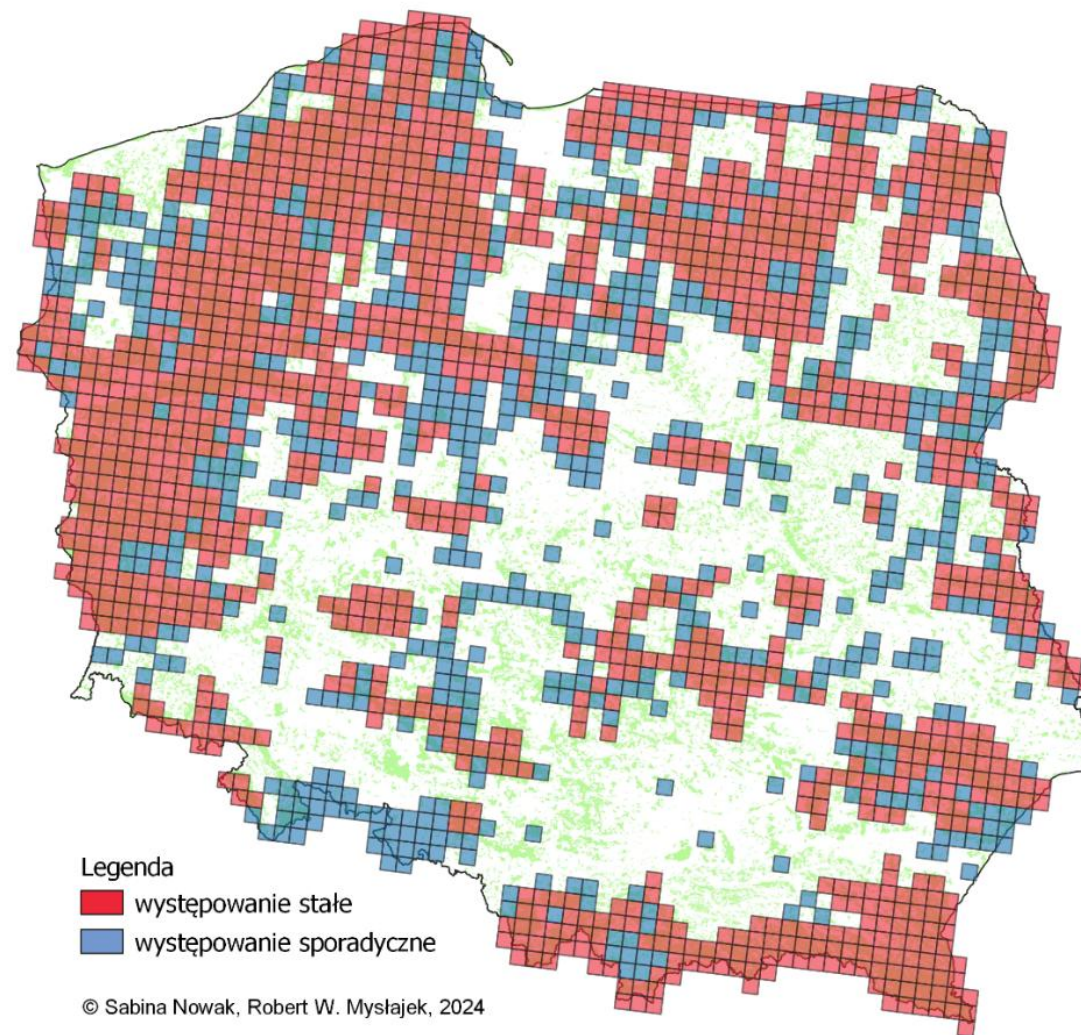 Legenda
występowanie stałe
występowanie sporadyczne
© Sabina Nowak, Robert W. Mysłajek, 2024